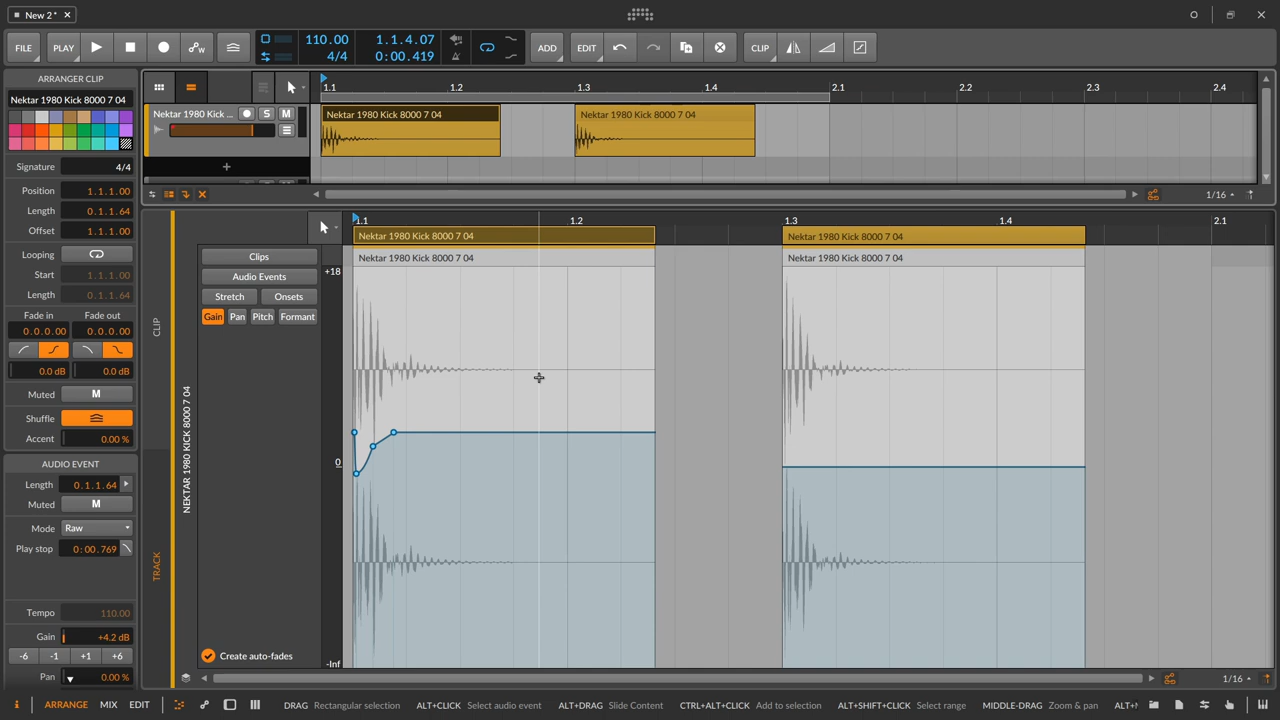 New 2*
FILE
PLAY
110.00
4/4
1.1.4.07
0:00.419
ADD
EDIT
CLIP
ARRANGER CLIP
Nektar 1980 Kick 8000 7 04
Signature 4/4
Position 1.1.1.00
Length 0.1.1.64
Offset 1.1.1.00
Looping
Start 1.1.1.00
Length 0.1.1.64
Fade in Fade out
0.0.0.00 0.0.0.00
0.0 dB 0.0 dB
Muted M
Shuffle
Accent 0.00 %
AUDIO EVENT
Length 0.1.1.64
Muted M
Mode Raw
Play stop 0:00.769
Tempo 110.00
Gain +4.2 dB
-6 -1 +1 +6
Pan 0.00 %
1.1 1.2 1.3 1.4 2.1 2.2 2.3 2.4
Nektar 1980 Kick ... S M
Nektar 1980 Kick 8000 7 04
Nektar 1980 Kick 8000 7 04
+
1/16
1.1 1.2 1.3 1.4 2.1
Nektar 1980 Kick 8000 7 04
Nektar 1980 Kick 8000 7 04
Nektar 1980 Kick 8000 7 04
Nektar 1980 Kick 8000 7 04
CLIP
TRACK
NEKTAR 1980 KICK 8000 7 04
Clips
Audio Events
Stretch Onsets
Gain Pan Pitch Formant
+18
0
-Inf
Create auto-fades
1/16
i ARRANGE MIX EDIT
DRAG Rectangular selection ALT+CLICK Select audio event ALT+DRAG Slide Content CTRL+ALT+CLICK Add to selection ALT+SHIFT+CLICK Select range MIDDLE-DRAG Zoom & pan